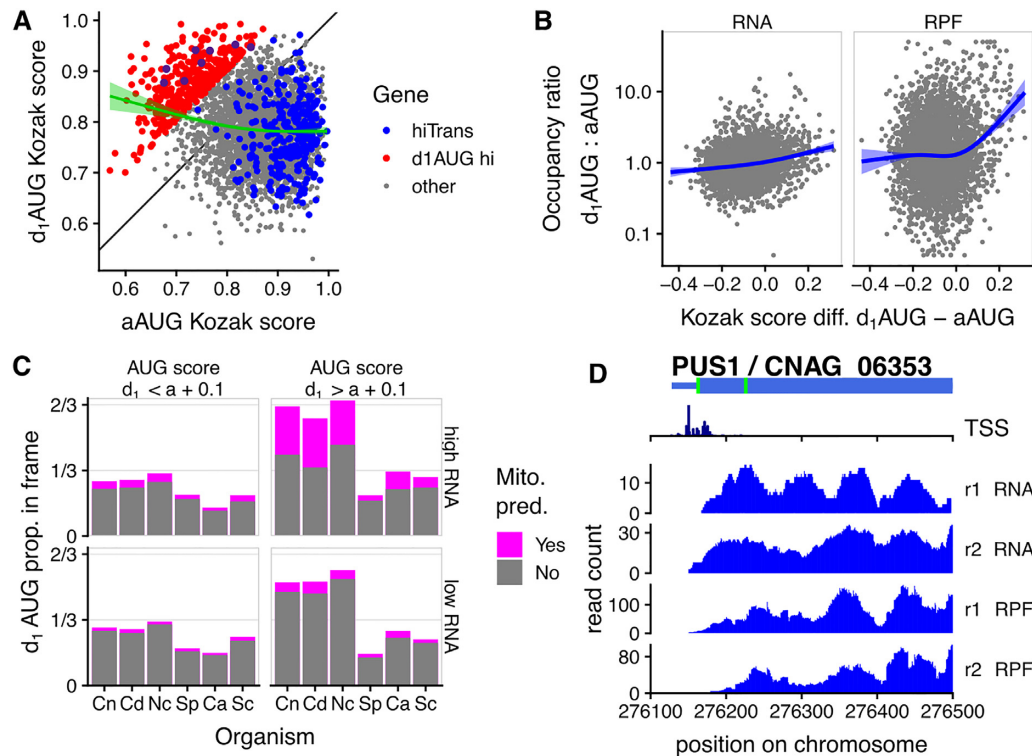 A
d₁AUG Kozak score
1.0
0.9
0.8
0.7
0.6
0.6 0.7 0.8 0.9 1.0
aAUG Kozak score
Gene
hiTrans
d1AUG hi
other
B
RNA RPF
Occupancy ratio
d₁AUG : aAUG
10.0
1.0
0.1
−0.4 −0.2 0.0 0.2 −0.4 −0.2 0.0 0.2
Kozak score diff. d₁AUG − aAUG
C
AUG score
d₁ < a + 0.1
AUG score
d₁ > a + 0.1
d₁ AUG prop. in frame
2/3
1/3
0
high RNA
2/3
1/3
0
low RNA
Cn Cd Nc Sp Ca Sc Cn Cd Nc Sp Ca Sc
Organism
Mito.
pred.
Yes
No
D
PUS1 / CNAG_06353
TSS
read count
10
0
r1 RNA
30
0
r2 RNA
100
0
r1 RPF
80
0
r2 RPF
276100 276200 276300 276400 276500
position on chromosome